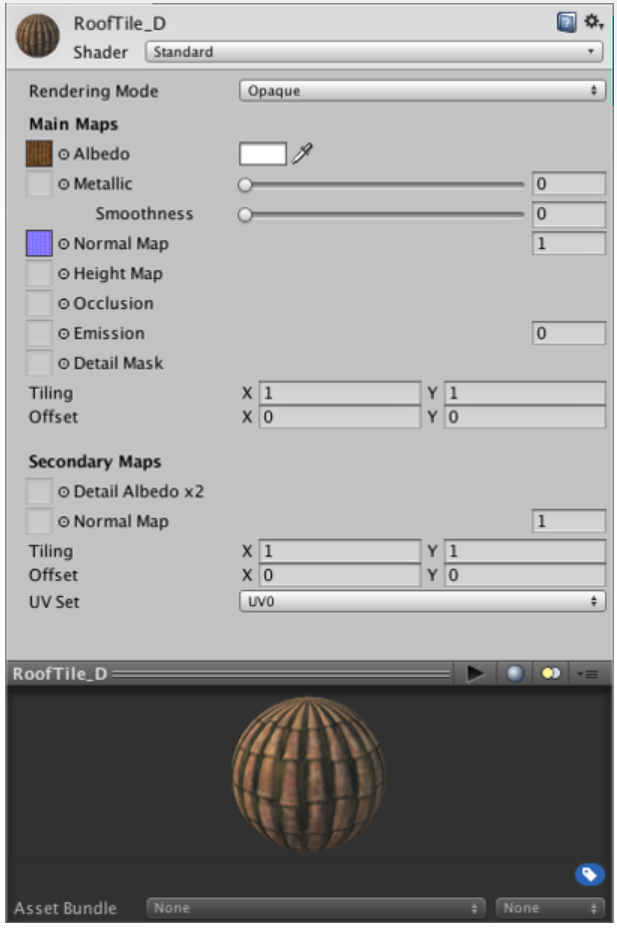 RoofTile_D
Shader Standard
Rendering Mode Opaque
Main Maps
Albedo
Metallic 0
Smoothness 0
Normal Map 1
Height Map
Occlusion
Emission 0
Detail Mask
Tiling X 1 Y 1
Offset X 0 Y 0
Secondary Maps
Detail Albedo x2
Normal Map 1
Tiling X 1 Y 1
Offset X 0 Y 0
UV Set UV0
RoofTile_D
Asset Bundle None None